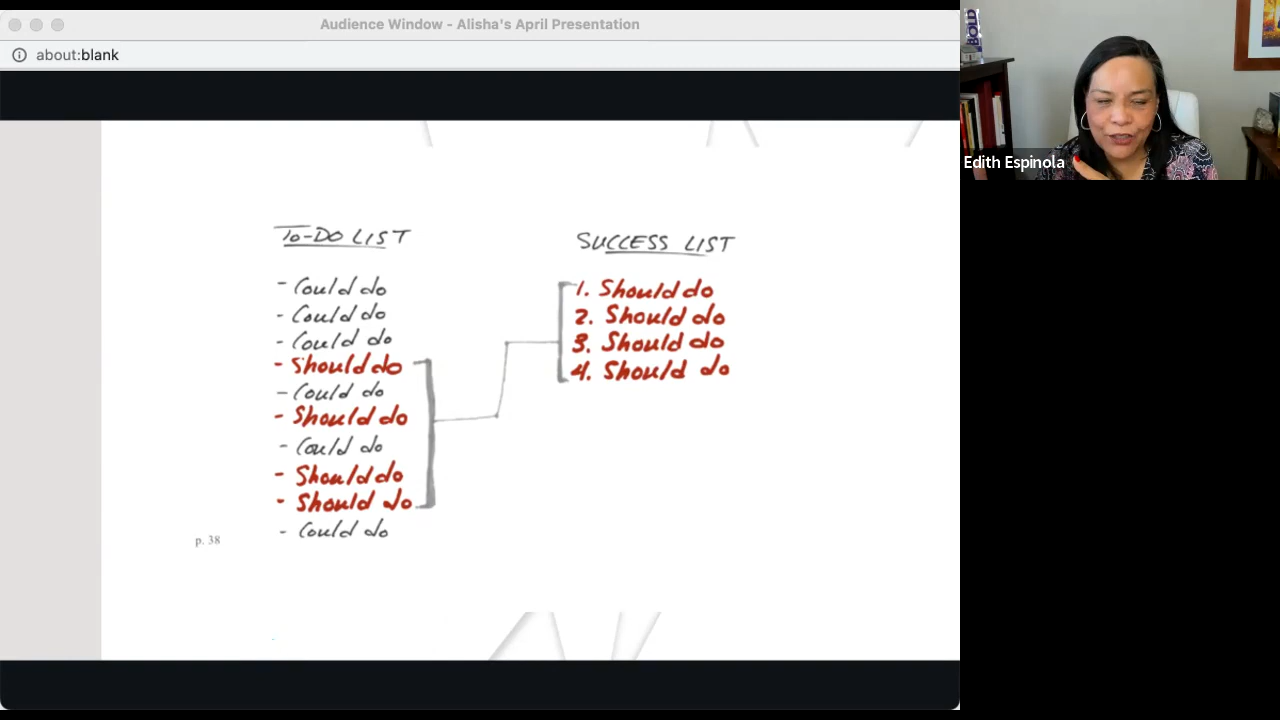 Audience Window - Alisha's April Presentation
about:blank
BOLD
Edith Espinola
TO-DO LIST
- Could do
- Could do
- Could do
- Should do
- Could do
- Should do
- Could do
- Should do
- Should do
- Could do
SUCCESS LIST
1. Should do
2. Should do
3. Should do
4. Should do
p. 38